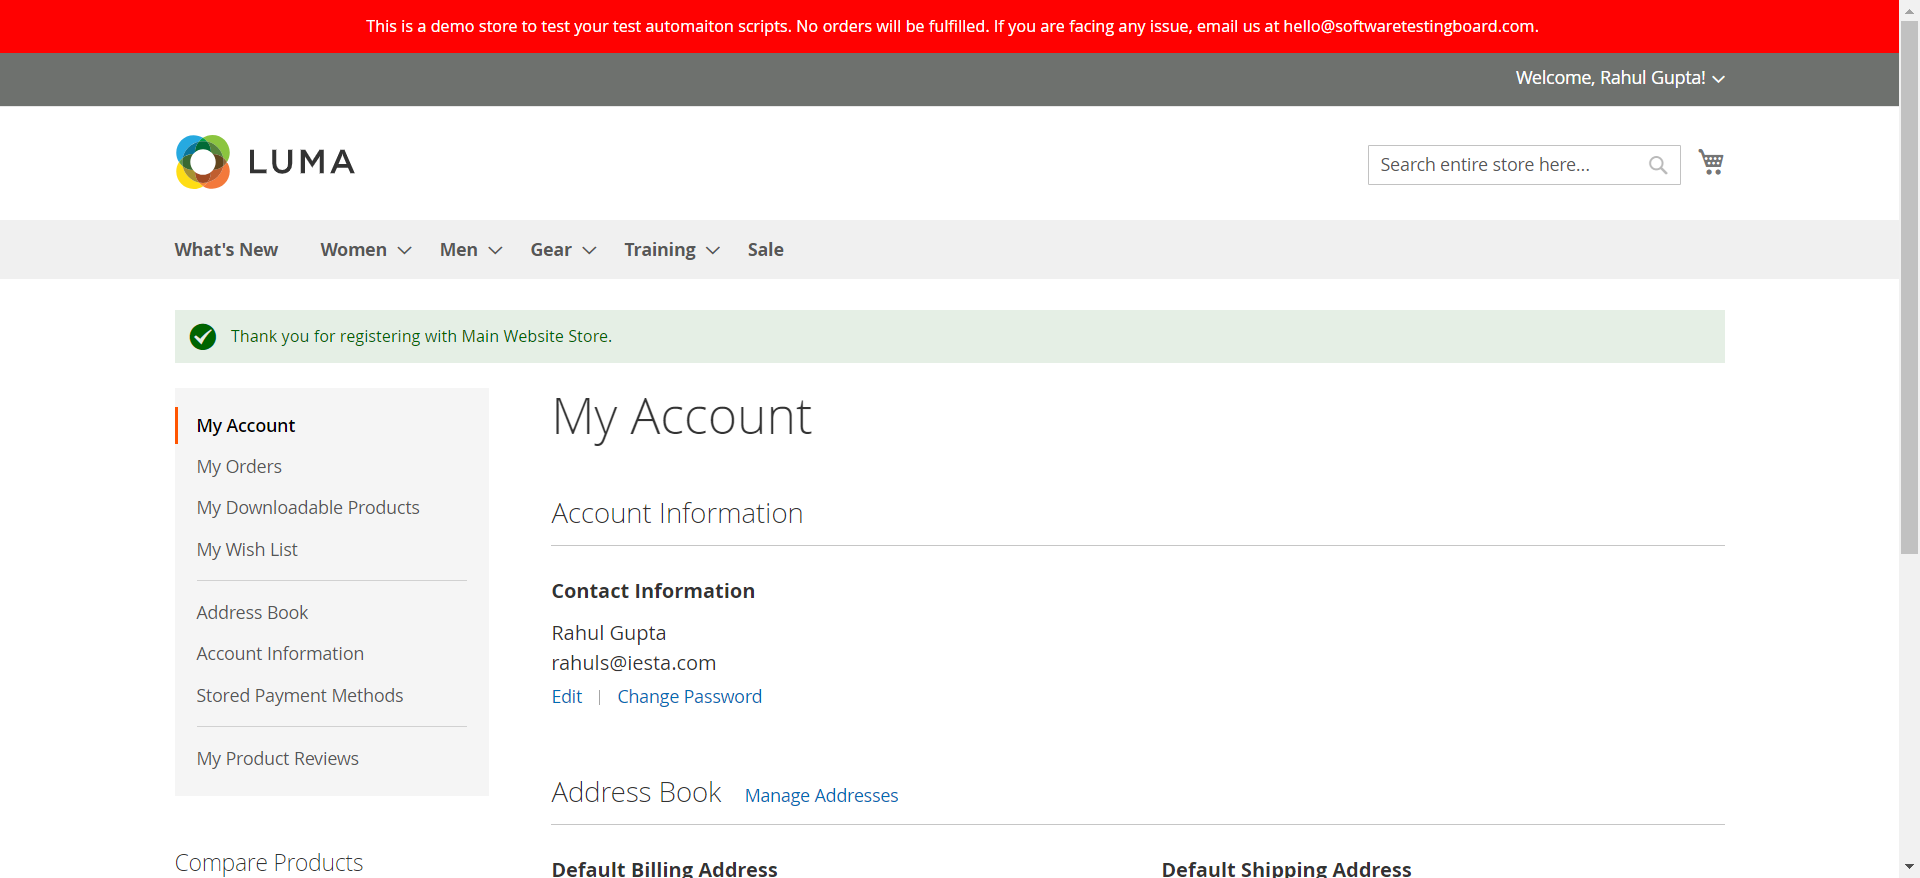 This is a demo store to test your test automaiton scripts. No orders will be fulfilled. If you are facing any issue, email us at hello@softwaretestingboard.com.
Welcome, Rahul Gupta!
LUMA
Search entire store here...
What's New Women Men Gear Training Sale
Thank you for registering with Main Website Store.
My Account
My Orders
My Downloadable Products
My Wish List
Address Book
Account Information
Stored Payment Methods
My Product Reviews
Compare Products
My Account
Account Information
Contact Information
Rahul Gupta
rahuls@iesta.com
Edit | Change Password
Address Book Manage Addresses
Default Billing Address Default Shipping Address